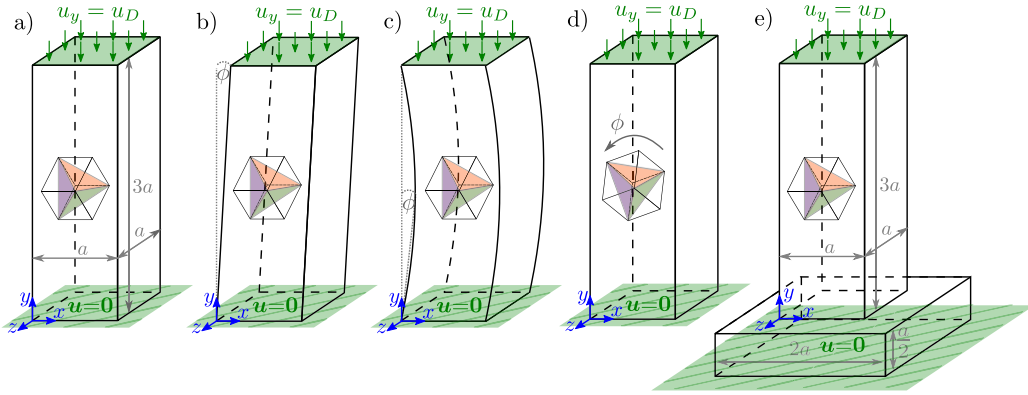 a) u_y = u_D
3a
a
a
y
u=0
x
z
b) u_y = u_D
ϕ
y
u=0
x
z
c) u_y = u_D
ϕ
y
u=0
x
z
d) u_y = u_D
ϕ
y
u=0
x
z
e) u_y = u_D
3a
a
a
y
x
z
2a
u=0
a/2